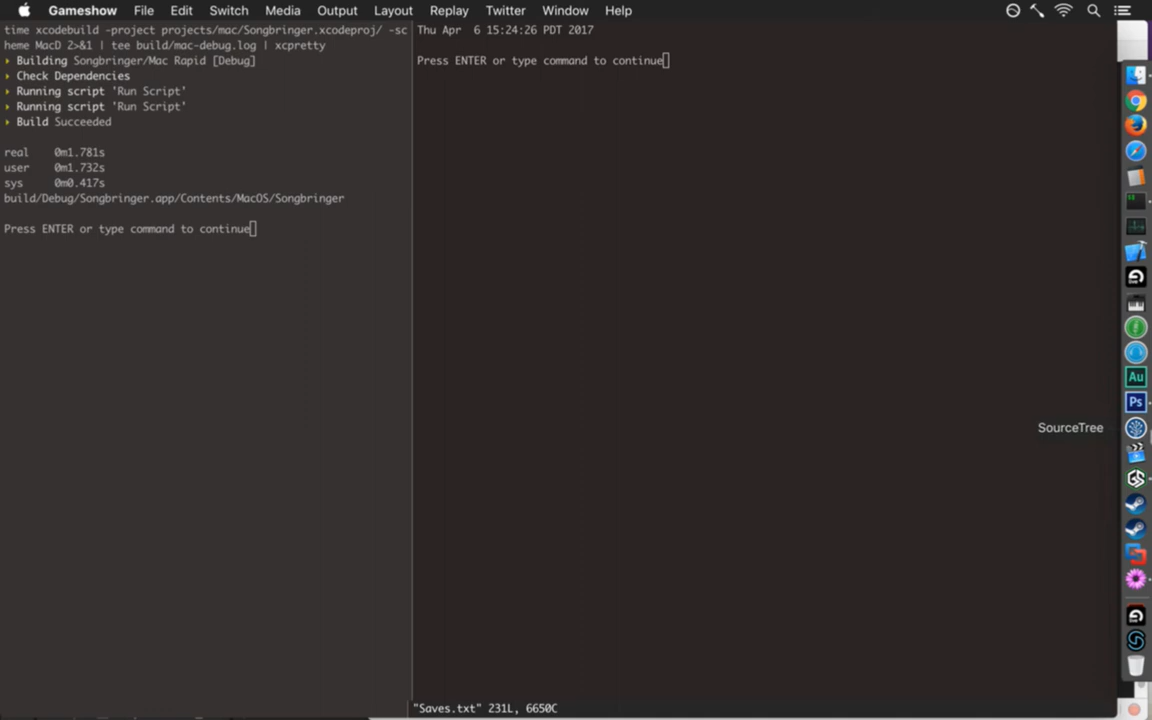 Gameshow File Edit Switch Media Output Layout Replay Twitter Window Help
time xcodebuild -project projects/mac/Songbringer.xcodeproj/ -sc
heme MacD 2>&1 | tee build/mac-debug.log | xcpretty
Building Songbringer/Mac Rapid [Debug]
Check Dependencies
Running script 'Run Script'
Running script 'Run Script'
Build Succeeded
real 0m1.781s
user 0m1.732s
sys 0m0.417s
build/Debug/Songbringer.app/Contents/MacOS/Songbringer
Press ENTER or type command to continue
Thu Apr 6 15:24:26 PDT 2017
Press ENTER or type command to continue
"Saves.txt" 231L, 6650C
SourceTree
Au
Ps